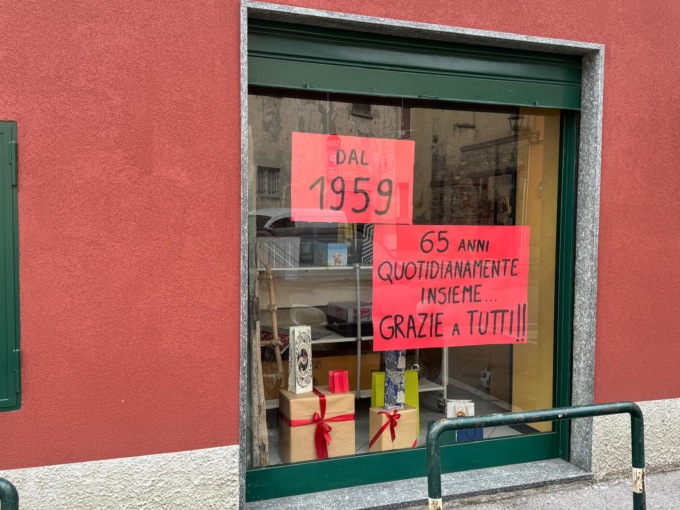 DAL
1959
65 ANNI
QUOTIDIANAMENTE
INSIEME...
GRAZIE A TUTTI!!